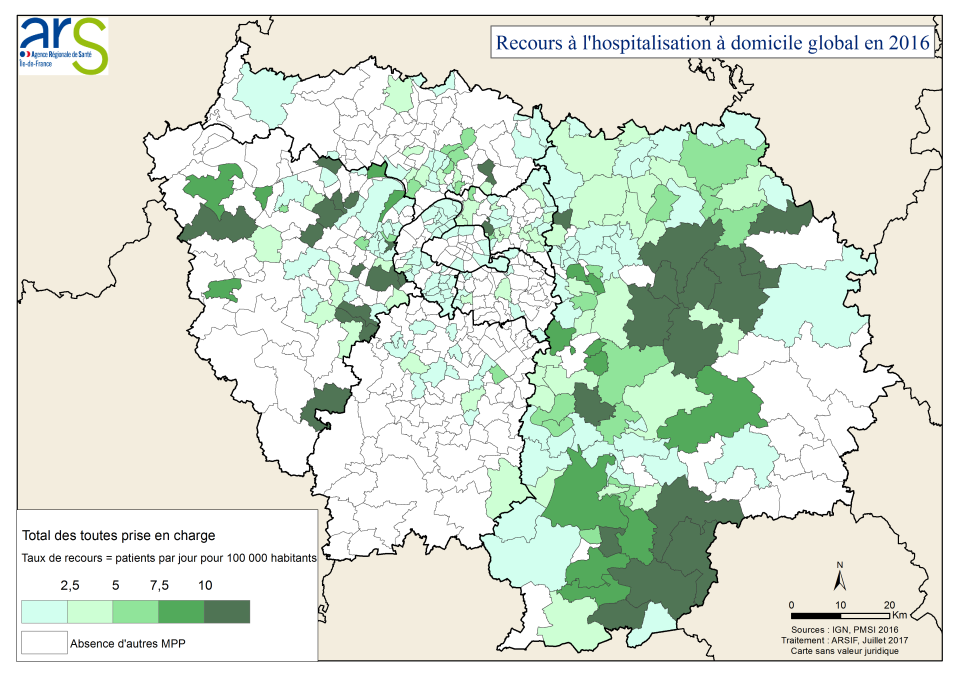 ars
Agence Régionale de Santé
Île-de-France
Recours à l'hospitalisation à domicile global en 2016
Total des toutes prise en charge
Taux de recours = patients par jour pour 100 000 habitants
2,5 5 7,5 10
Absence d'autres MPP
N
0 10 20
Km
Sources : IGN, PMSI 2016
Traitement : ARSIF, Juillet 2017
Carte sans valeur juridique